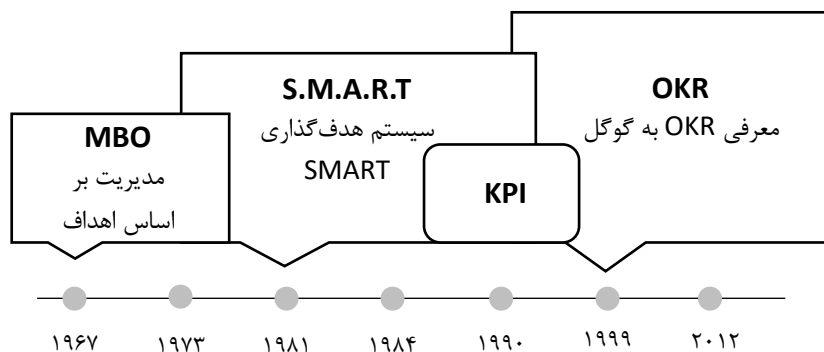 OKR
معرفی OKR به گوگل
S.M.A.R.T
سیستم هدف‌گذاری
SMART
MBO
مدیریت بر
اساس اهداف
KPI
۱۹۶۷ ۱۹۷۳ ۱۹۸۱ ۱۹۸۴ ۱۹۹۰ ۱۹۹۹ ۲۰۱۲